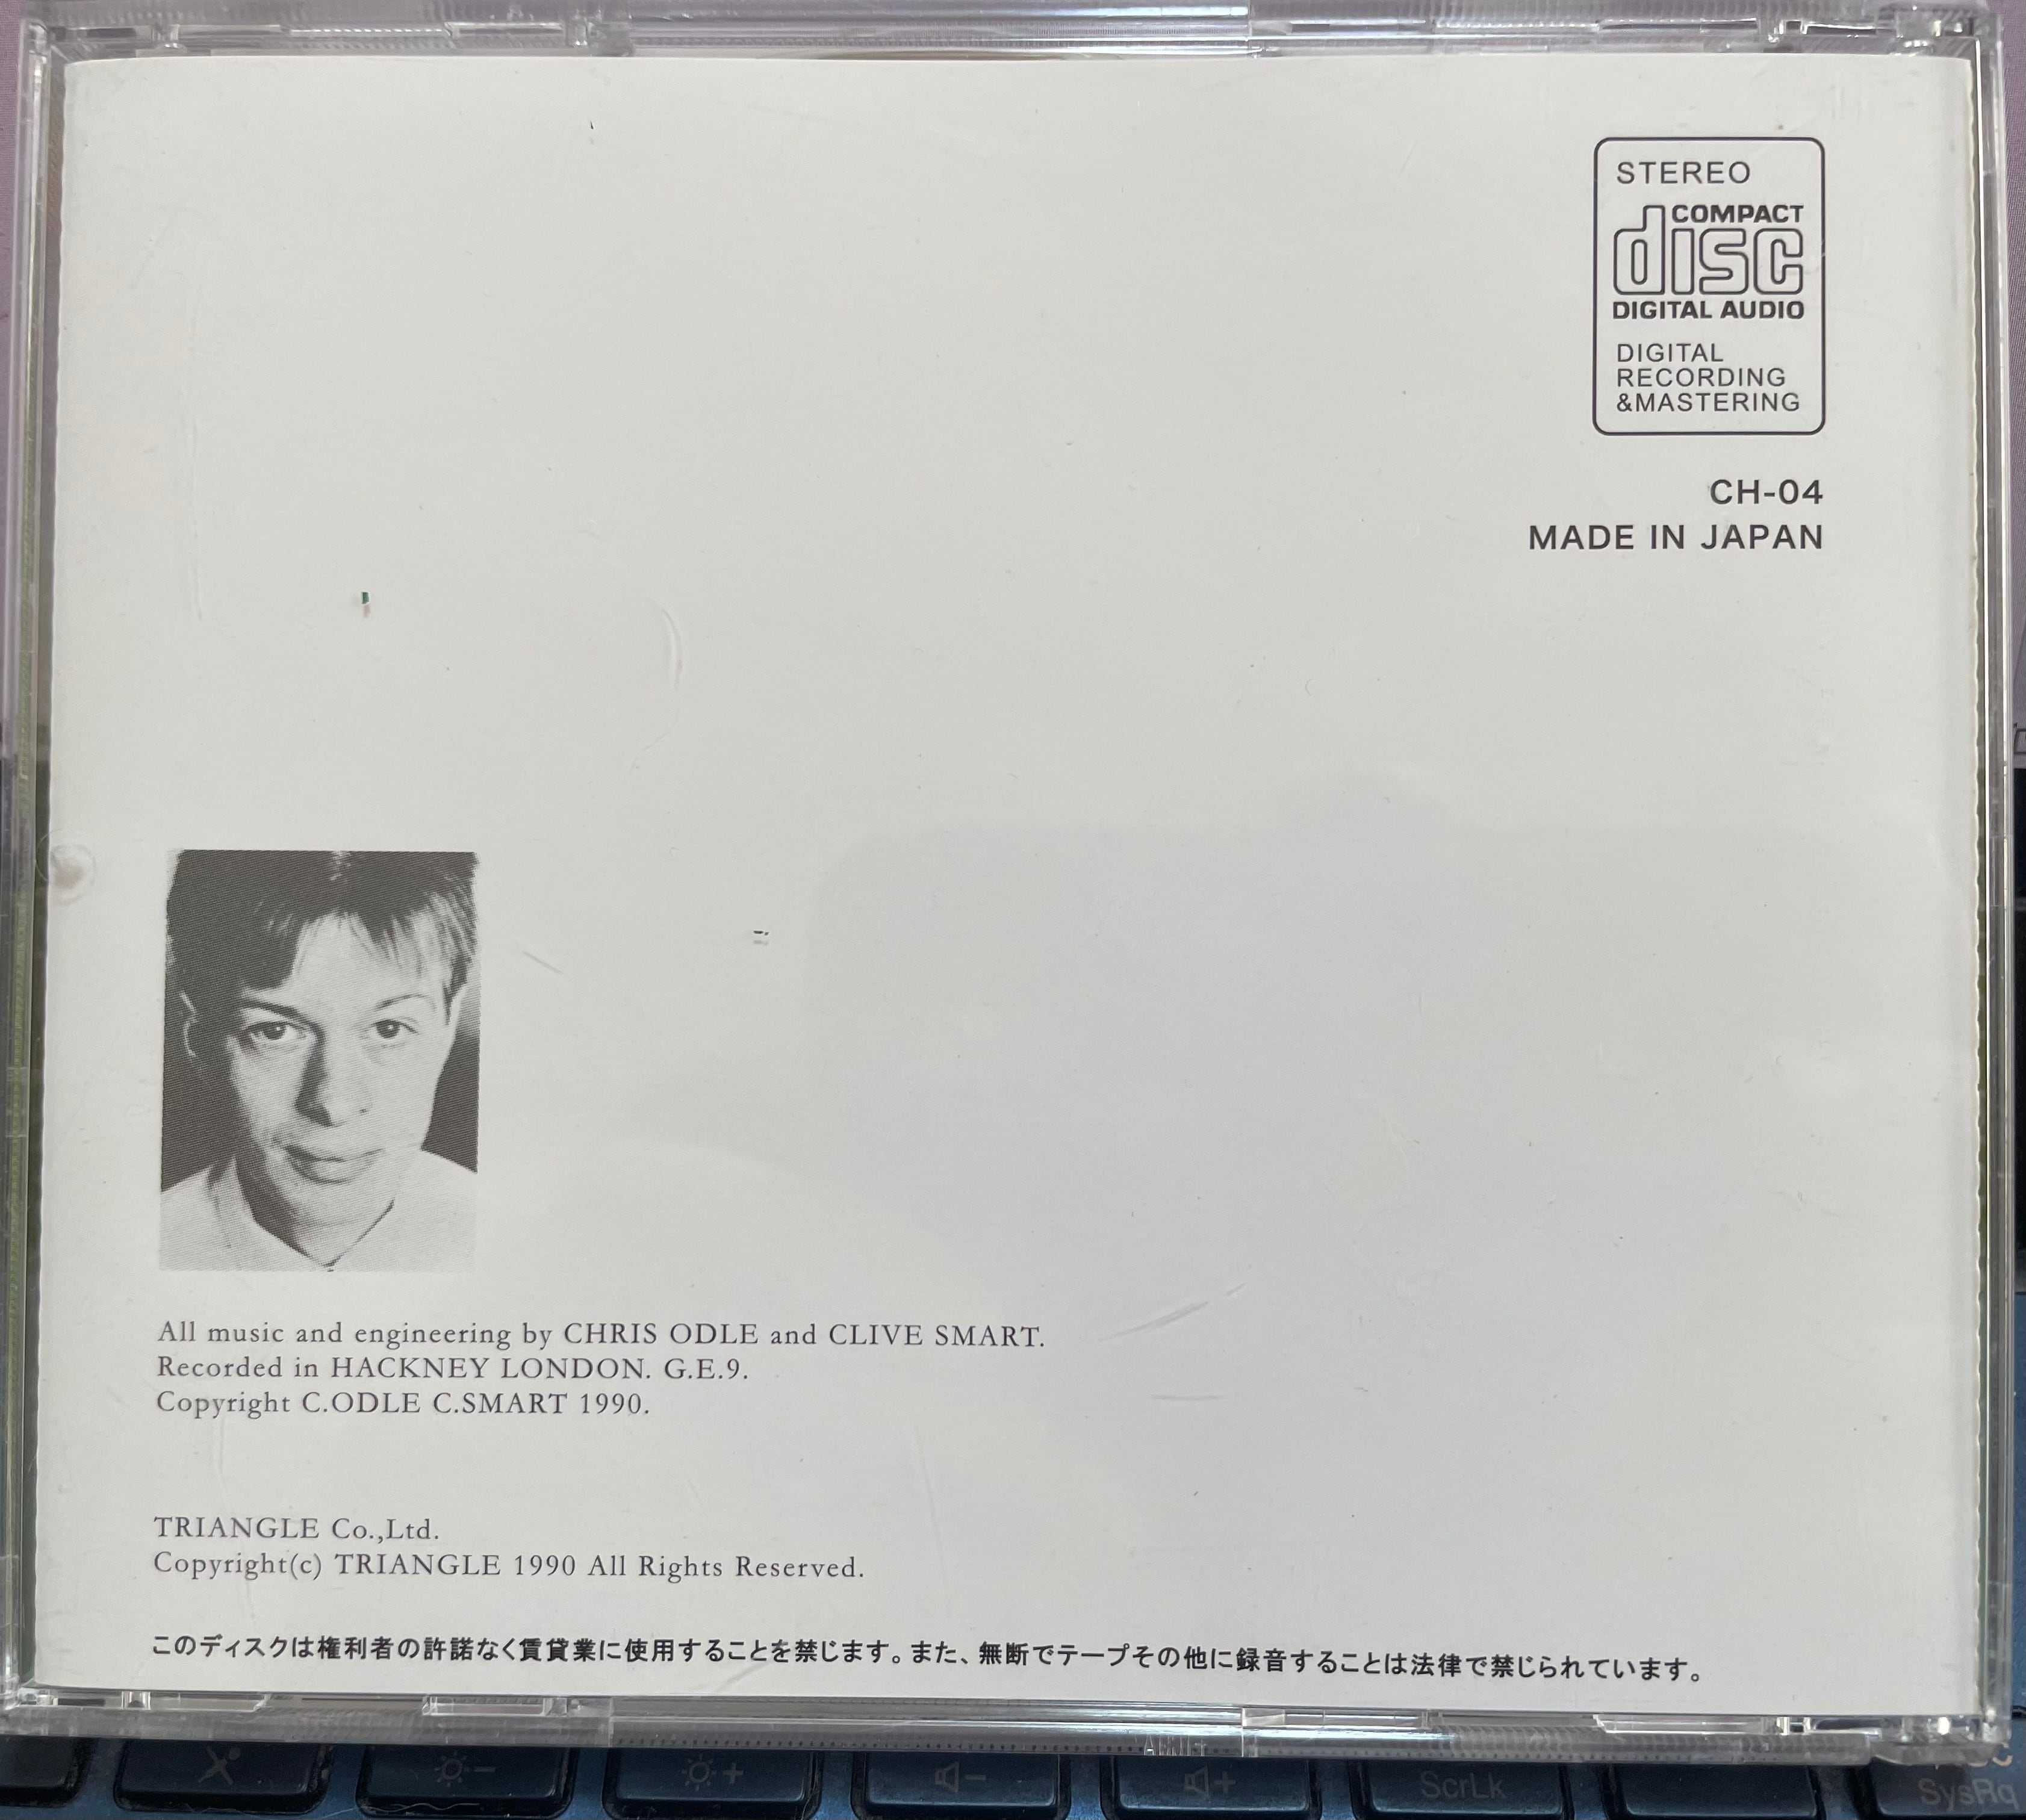 STEREO
COMPACT
disc
DIGITAL AUDIO
DIGITAL
RECORDING
&MASTERING
CH-04
MADE IN JAPAN
All music and engineering by CHRIS ODLE and CLIVE SMART.
Recorded in HACKNEY LONDON. G.E.9.
Copyright C.ODLE C.SMART 1990.
TRIANGLE Co.,Ltd.
Copyright(c) TRIANGLE 1990 All Rights Reserved.
このディスクは権利者の許諾なく賃貸業に使用することを禁じます。また、無断でテープその他に録音することは法律で禁じられています。
ScrLk
SysRq